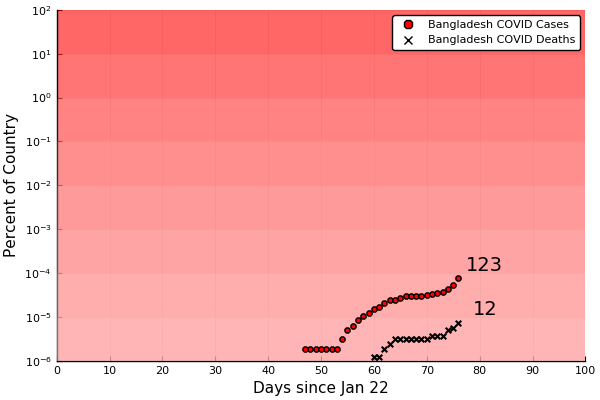 10²
10¹
10⁰
10⁻¹
10⁻²
10⁻³
10⁻⁴
10⁻⁵
10⁻⁶
Percent of Country
Bangladesh COVID Cases
Bangladesh COVID Deaths
123
12
0 10 20 30 40 50 60 70 80 90 100
Days since Jan 22